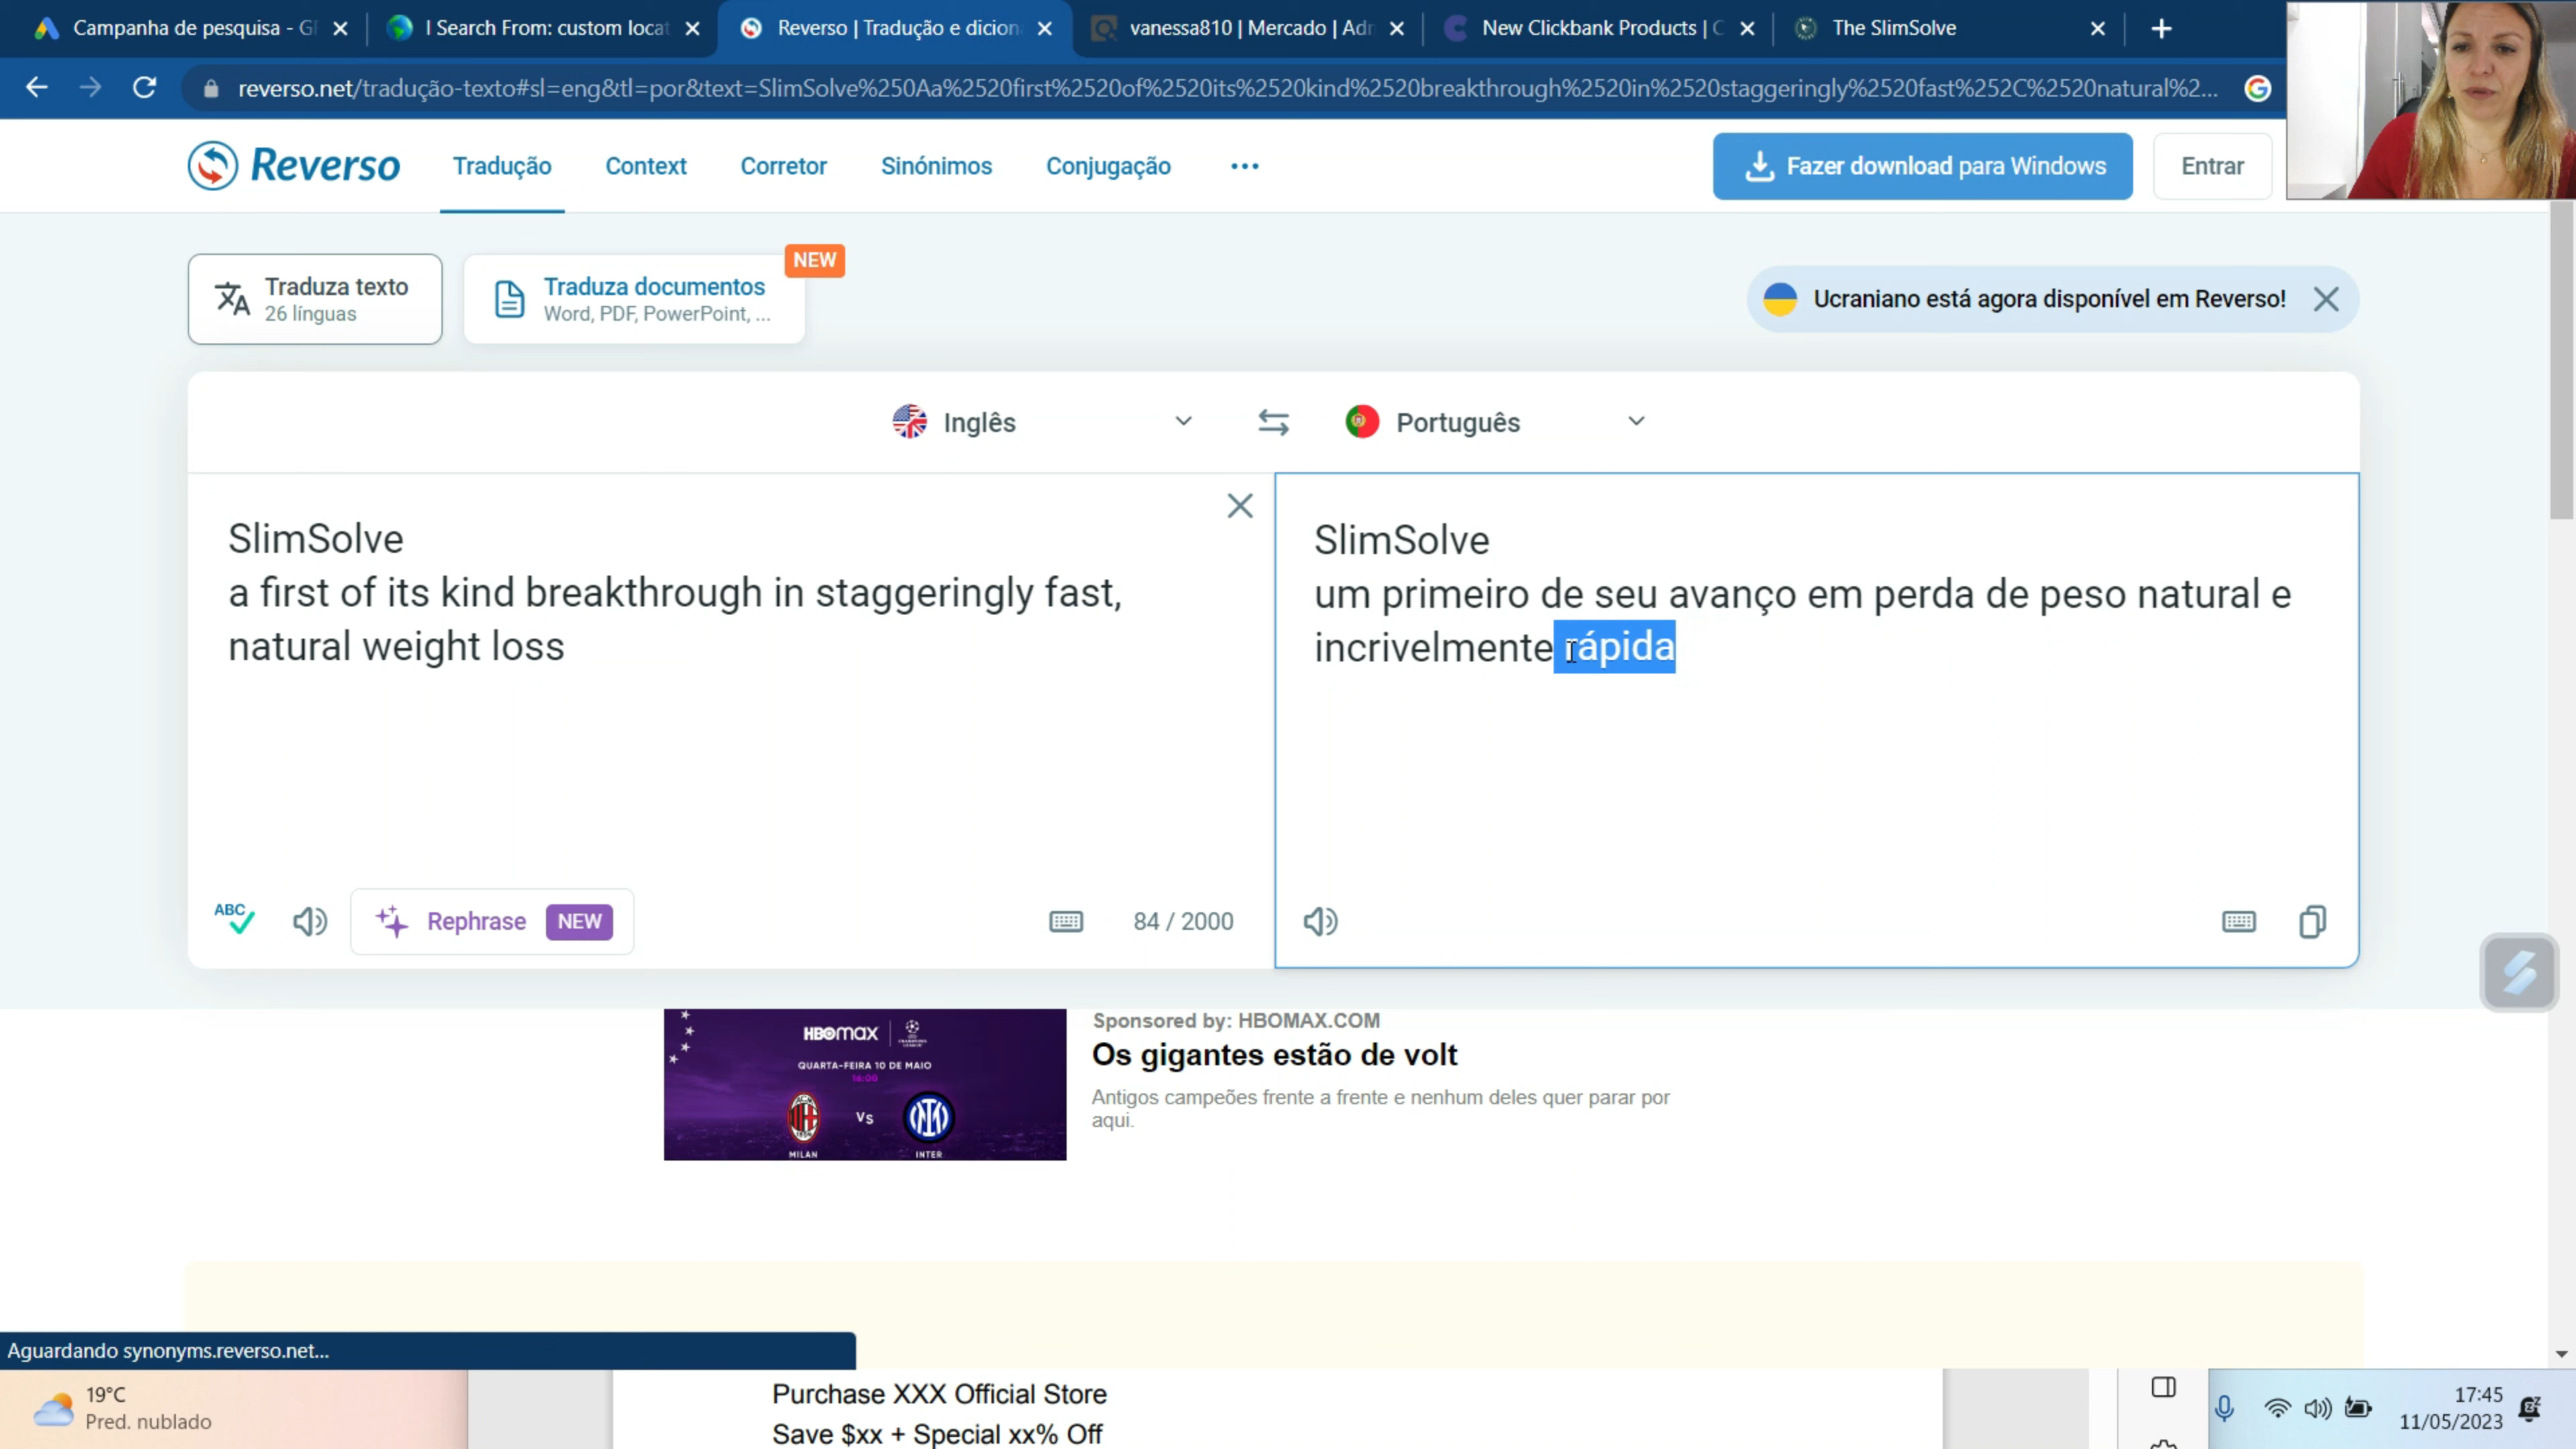 Campanha de pesquisa - G
I Search From: custom locat
Reverso | Tradução e dicion
vanessa810 | Mercado | Adr
New Clickbank Products | C
The SlimSolve
reverso.net/tradução-texto#sl=eng&tl=por&text=SlimSolve%250Aa%2520first%2520of%2520its%2520kind%2520breakthrough%2520in%2520staggeringly%2520fast%252C%2520natural%2...
Reverso
Tradução
Context
Corretor
Sinónimos
Conjugação
Fazer download para Windows
Entrar
NEW
Traduza texto
26 línguas
Traduza documentos
Word, PDF, PowerPoint, ...
Ucraniano está agora disponível em Reverso!
Inglês
Português
SlimSolve
a first of its kind breakthrough in staggeringly fast,
natural weight loss
SlimSolve
um primeiro de seu avanço em perda de peso natural e
incrivelmente rápida
ABC
Rephrase NEW
84 / 2000
HBOMAX
QUARTA-FEIRA 10 DE MAIO
16:00
Vs
MILAN
INTER
Sponsored by: HBOMAX.COM
Os gigantes estão de volt
Antigos campeões frente a frente e nenhum deles quer parar por
aqui.
Aguardando synonyms.reverso.net...
19°C
Pred. nublado
Purchase XXX Official Store
Save $xx + Special xx% Off
17:45
11/05/2023